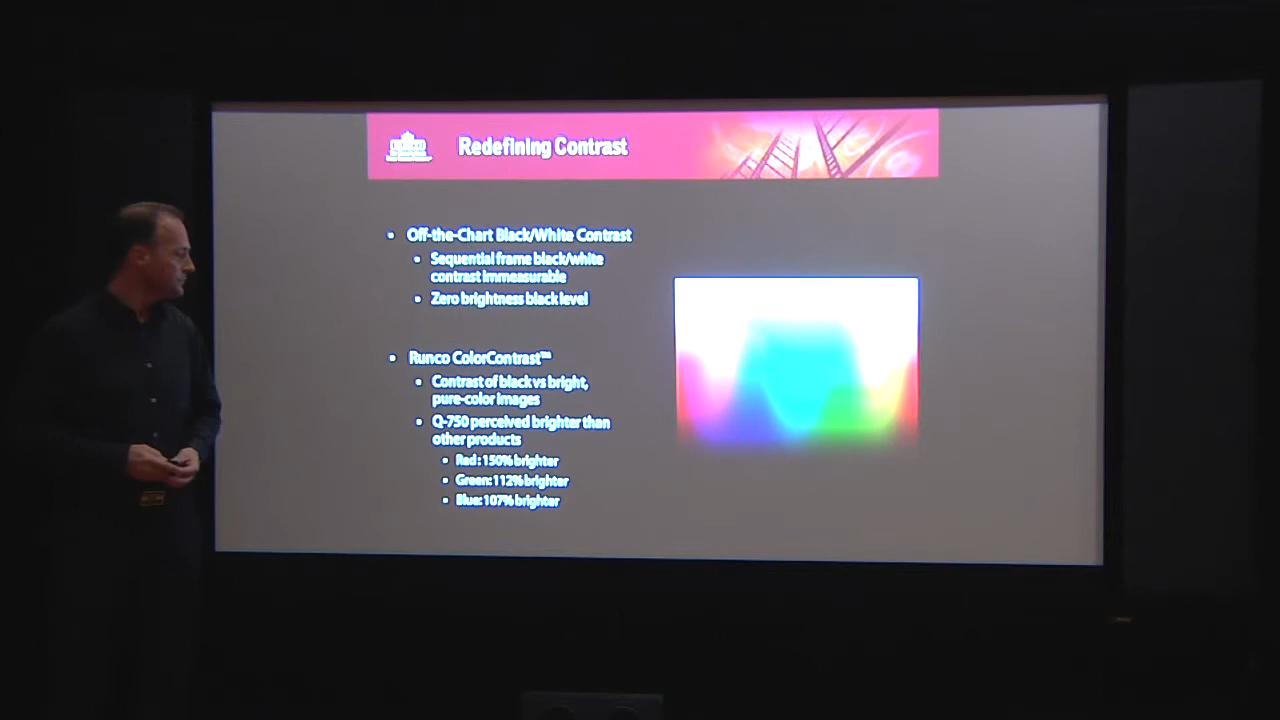 Redefining Contrast
• Off-the-Chart Black/White Contrast
• Sequential frame black/white
contrast immeasurable
• Zero brightness black level
• Runco ColorContrast™
• Contrast of black vs bright,
pure-color images
• Q-750 perceived brighter than
other products
• Red: 150% brighter
• Green: 112% brighter
• Blue: 107% brighter